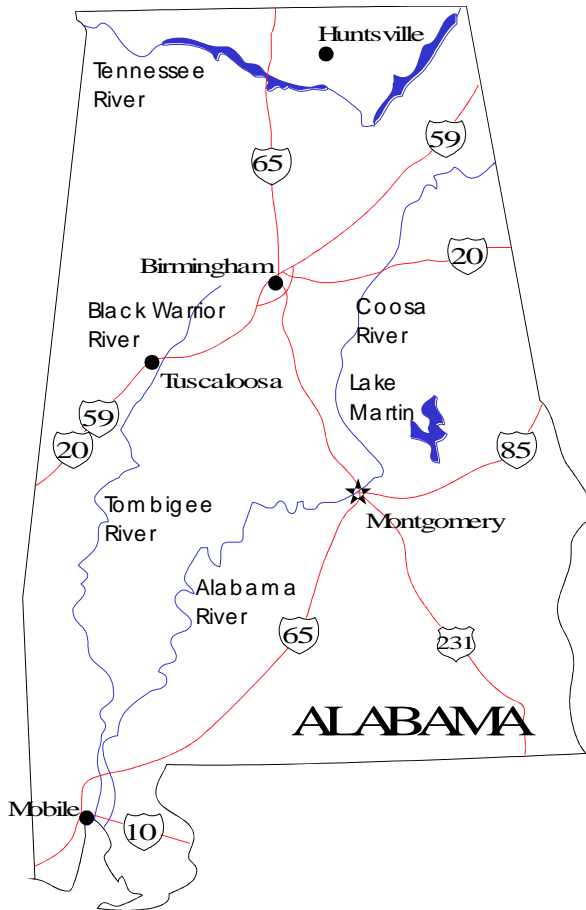 Huntsville
Tennessee
River
59
65
20
Birmingham
Black Warrior
River
Coosa
River
Tuscaloosa
Lake
Martin
59
20
85
Tombigee
River
Montgomery
Alabama
River
65
231
ALABAMA
Mobile
10